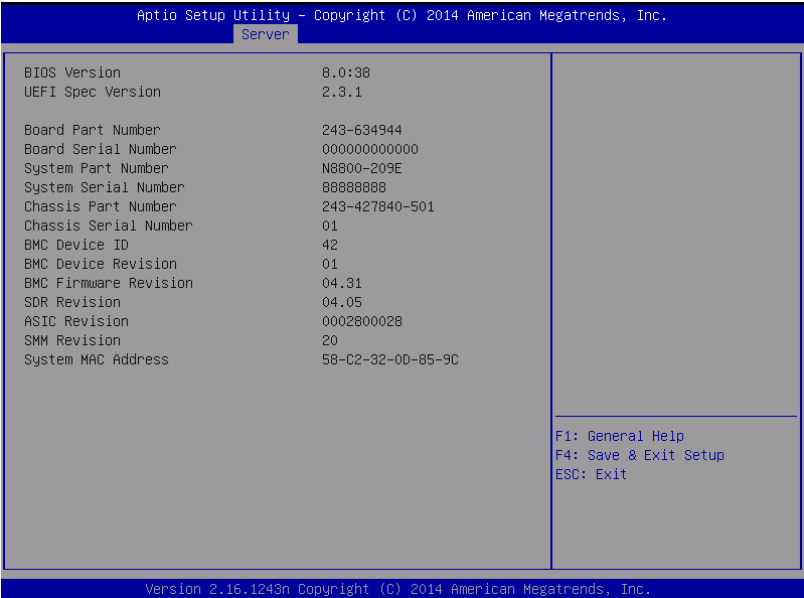 Aptio Setup Utility – Copyright (C) 2014 American Megatrends, Inc.
Server
BIOS Version 8.0:38
UEFI Spec Version 2.3.1
Board Part Number 243-634944
Board Serial Number 000000000000
System Part Number N8800-209E
System Serial Number 88888888
Chassis Part Number 243-427840-501
Chassis Serial Number 01
BMC Device ID 42
BMC Device Revision 01
BMC Firmware Revision 04.31
SDR Revision 04.05
ASIC Revision 0002800028
SMM Revision 20
System MAC Address 58-C2-32-0D-85-9C
F1: General Help
F4: Save & Exit Setup
ESC: Exit
Version 2.16.1243n Copyright (C) 2014 American Megatrends, Inc.